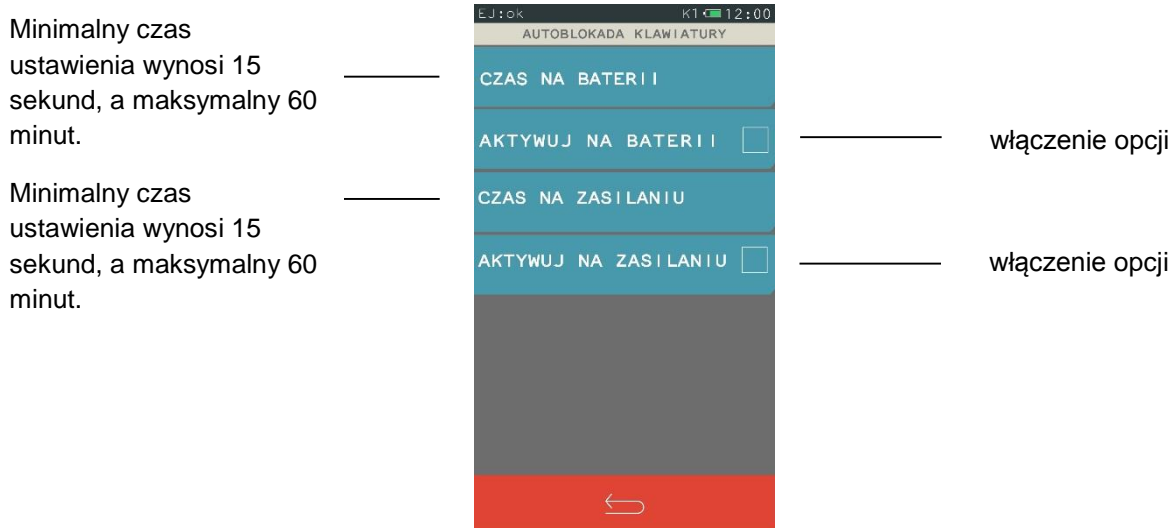 Minimalny czas
ustawienia wynosi 15
sekund, a maksymalny 60
minut.
Minimalny czas
ustawienia wynosi 15
sekund, a maksymalny 60
minut.
EJ:ok K1 12:00
AUTOBLOKADA KLAWIATURY
CZAS NA BATERII
AKTYWUJ NA BATERII
CZAS NA ZASILANIU
AKTYWUJ NA ZASILANIU
włączenie opcji
włączenie opcji